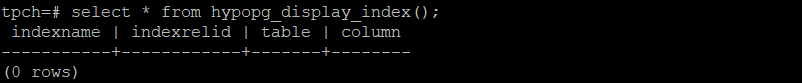 tpch=# select * from hypopg_display_index();
 indexname | indexrelid | table | column
-----------+------------+-------+--------
(0 rows)